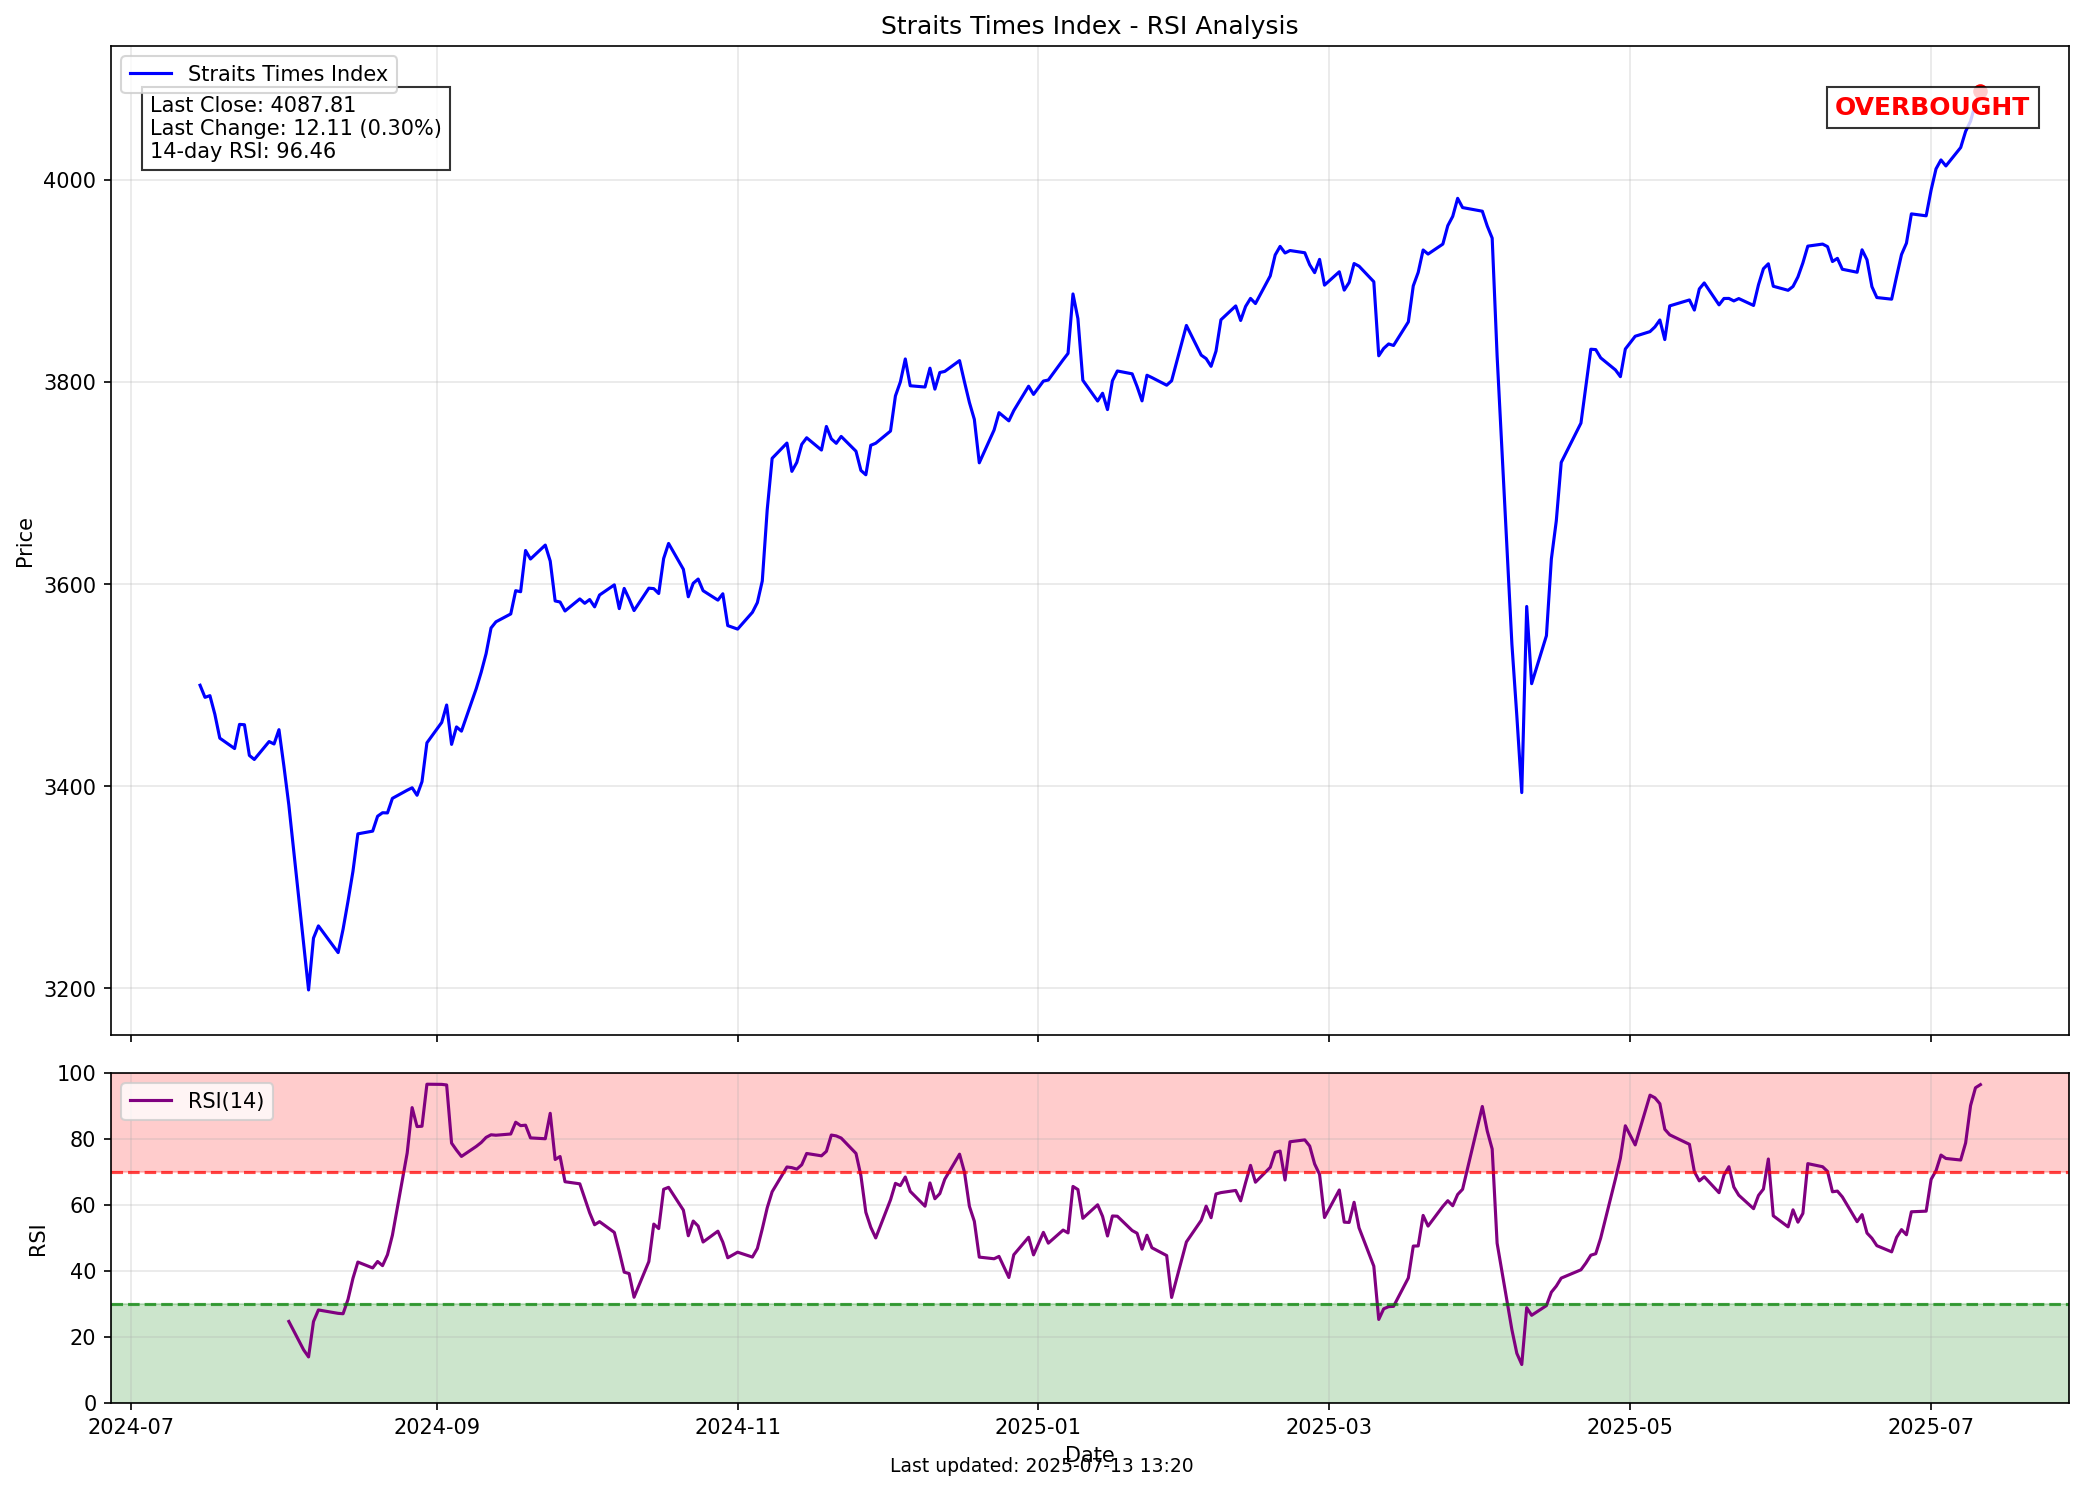 Straits Times Index - RSI Analysis
Straits Times Index
Last Close: 4087.81
Last Change: 12.11 (0.30%)
14-day RSI: 96.46
OVERBOUGHT
4000
3800
3600
3400
3200
Price
RSI(14)
100
80
60
40
20
0
RSI
2024-07
2024-09
2024-11
2025-01
2025-03
2025-05
2025-07
Date
Last updated: 2025-07-13 13:20